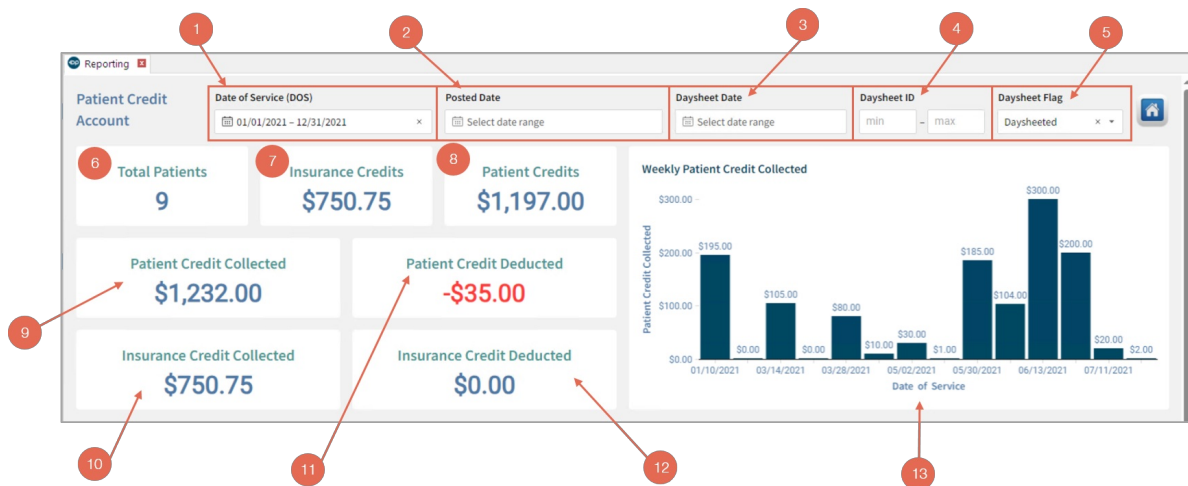 1
2
3
4
5
Reporting
Patient Credit
Account
Date of Service (DOS)
01/01/2021 – 12/31/2021
Posted Date
Select date range
Daysheet Date
Select date range
Daysheet ID
min – max
Daysheet Flag
Daysheeted
6
Total Patients
9
7
Insurance Credits
$750.75
8
Patient Credits
$1,197.00
Patient Credit Collected
$1,232.00
Patient Credit Deducted
-$35.00
9
Insurance Credit Collected
$750.75
Insurance Credit Deducted
$0.00
10
11
12
Weekly Patient Credit Collected
Patient Credit Collected
$300.00
$200.00
$100.00
$0.00
$195.00
$0.00
$105.00
$0.00
$80.00
$10.00
$30.00
$1.00
$185.00
$104.00
$300.00
$200.00
$20.00
$2.00
01/10/2021 03/14/2021 03/28/2021 05/02/2021 05/30/2021 06/13/2021 07/11/2021
Date of Service
13